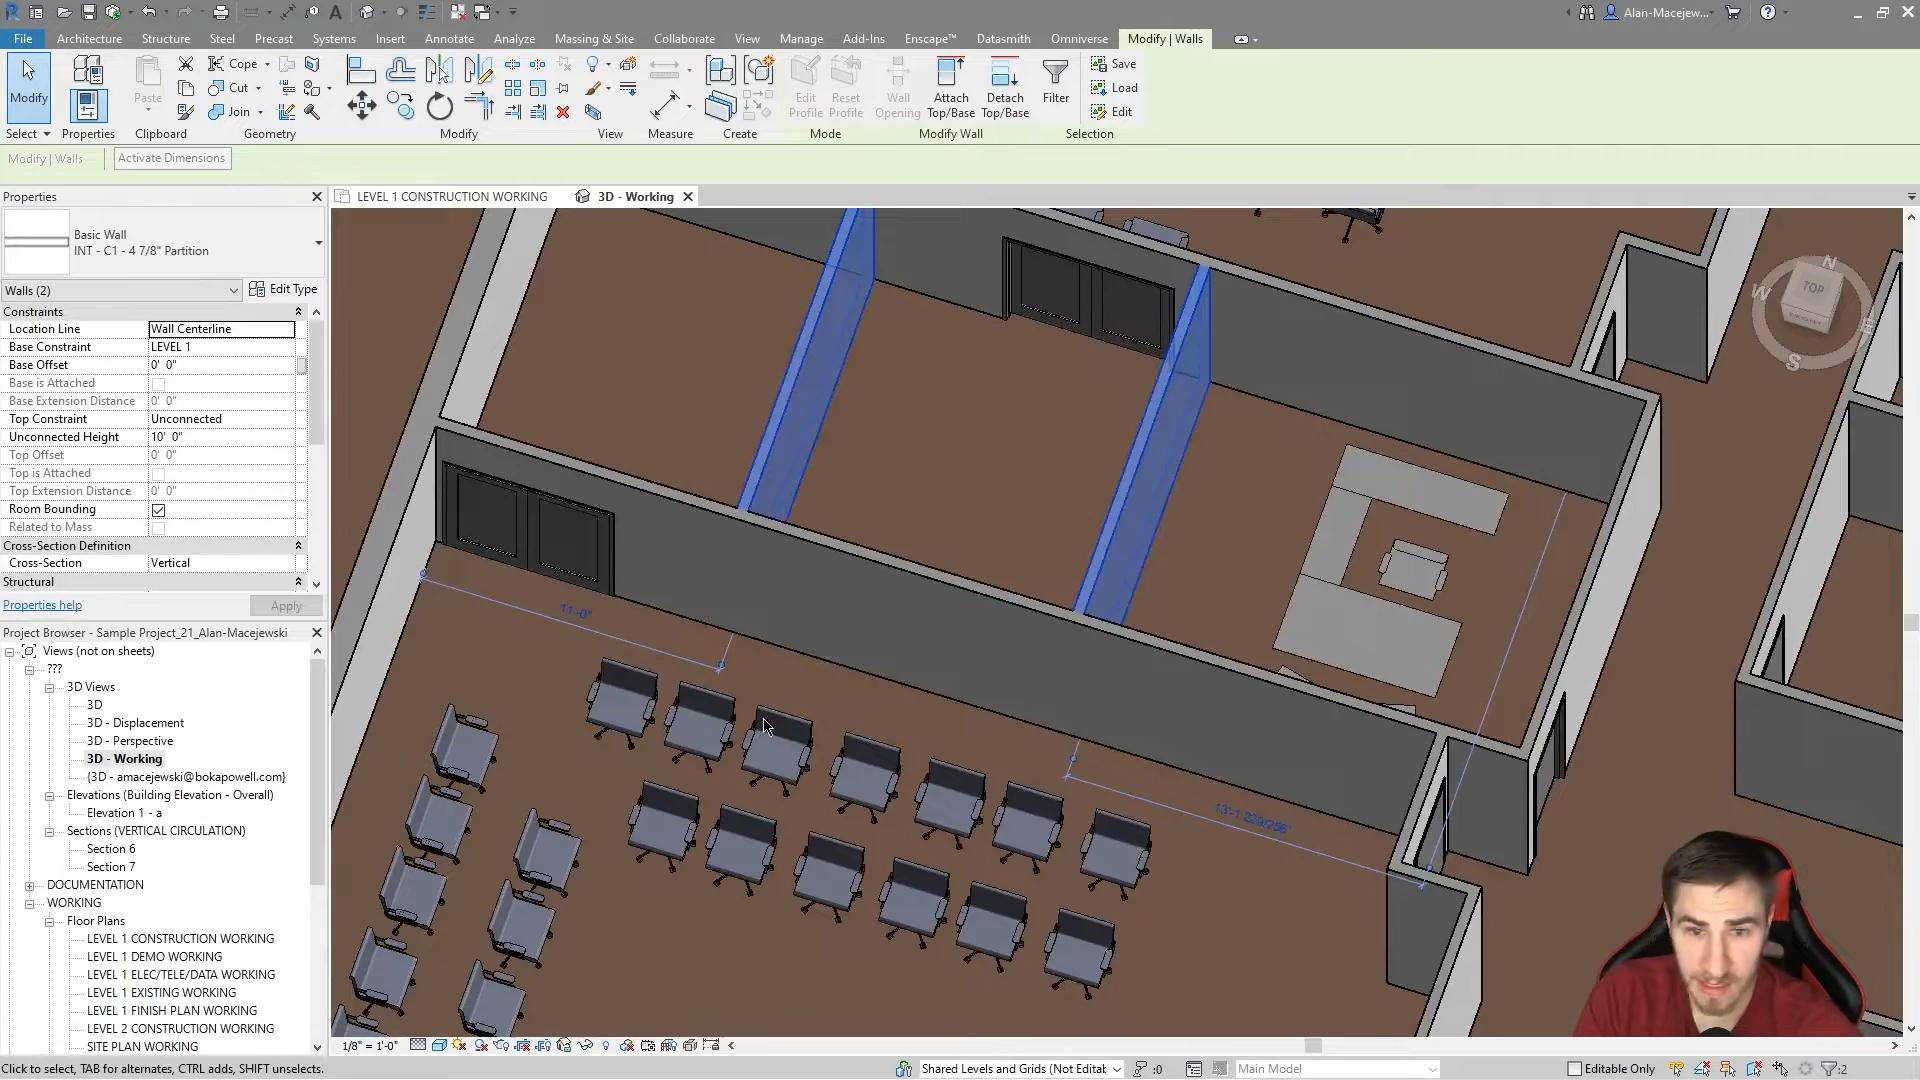 Alan-Macejew...
File Architecture Structure Steel Precast Systems Insert Annotate Analyze Massing & Site Collaborate View Manage Add-Ins Enscape™ Datasmith Omniverse Modify | Walls
Modify
Paste
Cope
Cut
Join
Edit Profile
Reset Profile
Wall Opening
Attach Top/Base
Detach Top/Base
Filter
Save
Load
Edit
Select Properties Clipboard Geometry Modify View Measure Create Mode Modify Wall Selection
Modify | Walls Activate Dimensions
Properties
LEVEL 1 CONSTRUCTION WORKING
3D - Working
Basic Wall
INT - C1 - 4 7/8" Partition
Walls (2) Edit Type
Constraints
Location Line Wall Centerline
Base Constraint LEVEL 1
Base Offset 0' 0"
Base is Attached
Base Extension Distance 0' 0"
Top Constraint Unconnected
Unconnected Height 10' 0"
Top Offset 0' 0"
Top is Attached
Top Extension Distance 0' 0"
Room Bounding
Related to Mass
Cross-Section Definition
Cross-Section Vertical
Structural
Properties help Apply
Project Browser - Sample Project_21_Alan-Macejewski
Views (not on sheets)
???
3D Views
3D
3D - Displacement
3D - Perspective
3D - Working
{3D - amacejewski@bokapowell.com}
Elevations (Building Elevation - Overall)
Elevation 1 - a
Sections (VERTICAL CIRCULATION)
Section 6
Section 7
DOCUMENTATION
WORKING
Floor Plans
LEVEL 1 CONSTRUCTION WORKING
LEVEL 1 DEMO WORKING
LEVEL 1 ELEC/TELE/DATA WORKING
LEVEL 1 EXISTING WORKING
LEVEL 1 FINISH PLAN WORKING
LEVEL 2 CONSTRUCTION WORKING
SITE PLAN WORKING
N
W
TOP
E
S
11'-0"
13'-1 229/256"
1/8" = 1'-0"
Click to select, TAB for alternates, CTRL adds, SHIFT unselects.
Shared Levels and Grids (Not Editab :0 Main Model Editable Only :2